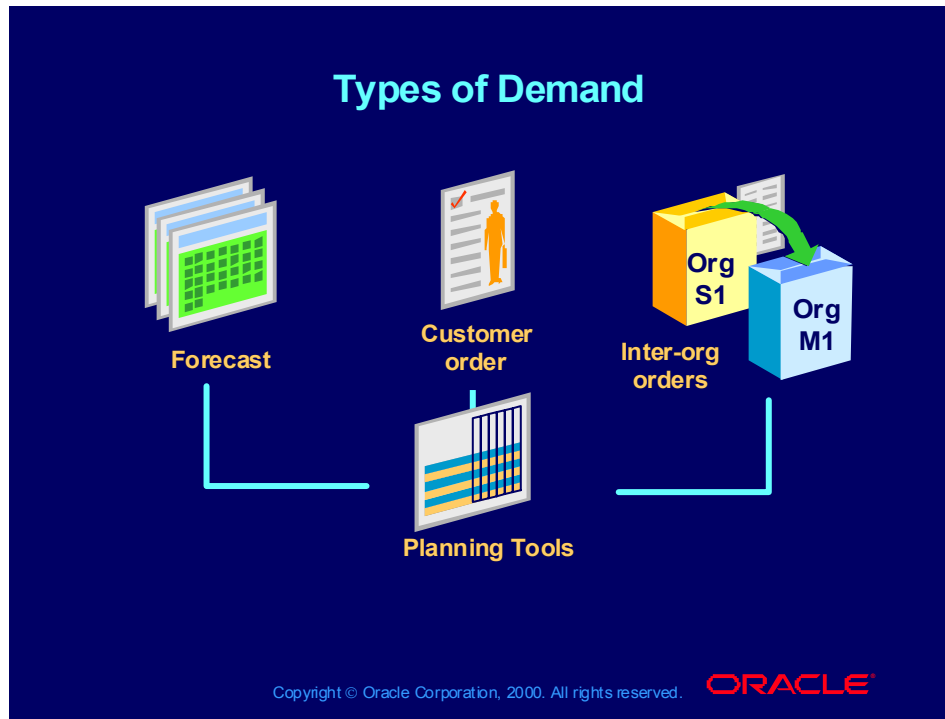 Types of Demand
Forecast
Customer
order
Org
S1
Org
M1
Inter-org
orders
Planning Tools
Copyright © Oracle Corporation, 2000. All rights reserved.
ORACLE®